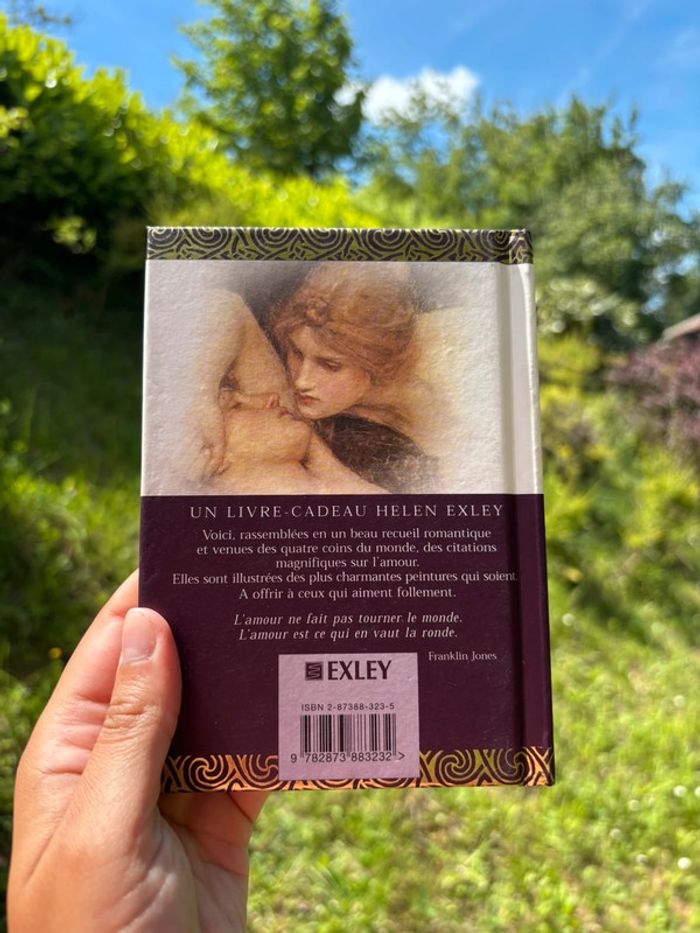 UN LIVRE-CADEAU HELEN EXLEY
Voici, rassemblées en un beau recueil romantique
et venues des quatre coins du monde, des citations
magnifiques sur l'amour.
Elles sont illustrées des plus charmantes peintures qui soient.
A offrir à ceux qui aiment follement.
L'amour ne fait pas tourner le monde.
L'amour est ce qui en vaut la ronde.
Franklin Jones
EXLEY
ISBN 2-87388-323-5
9 782873 883232 >